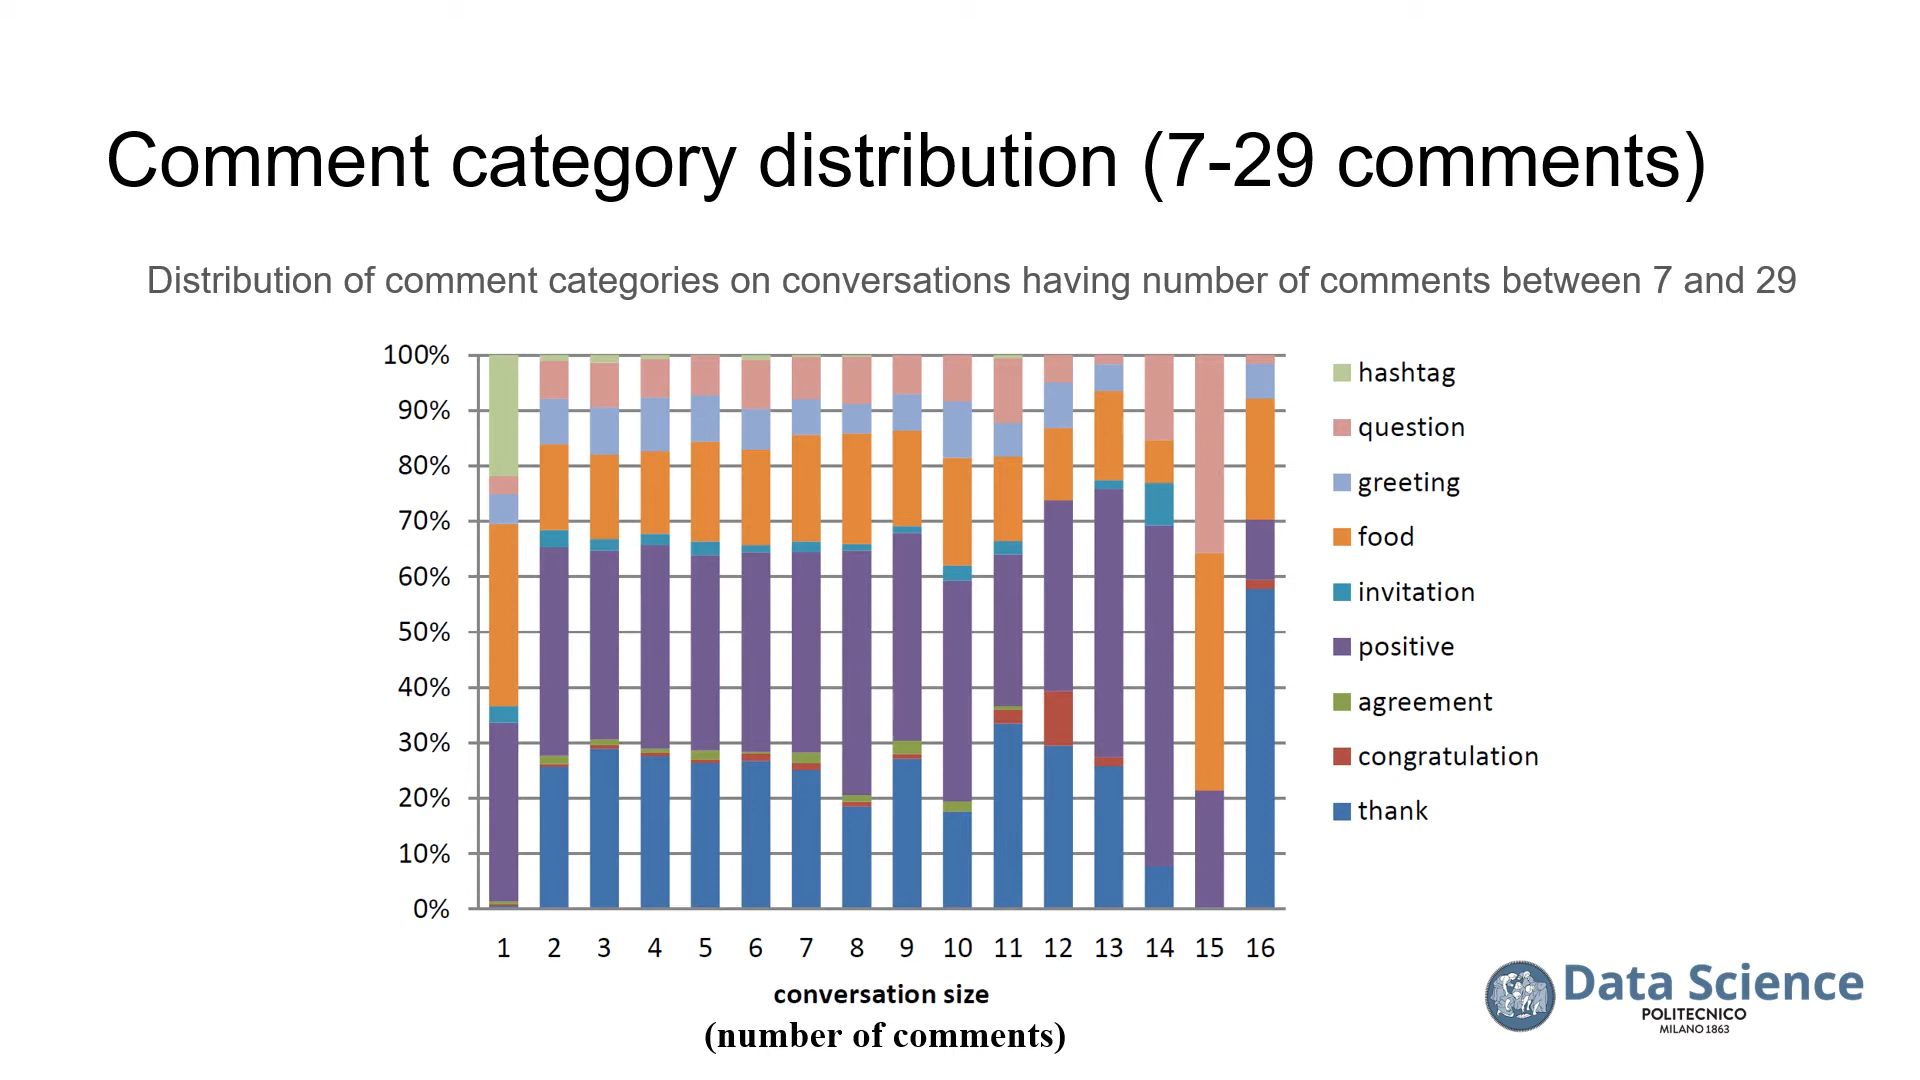 Comment category distribution (7-29 comments)
Distribution of comment categories on conversations having number of comments between 7 and 29
100%
90%
80%
70%
60%
50%
40%
30%
20%
10%
0%
1 2 3 4 5 6 7 8 9 10 11 12 13 14 15 16
conversation size
(number of comments)
hashtag
question
greeting
food
invitation
positive
agreement
congratulation
thank
Data Science
POLITECNICO
MILANO 1863